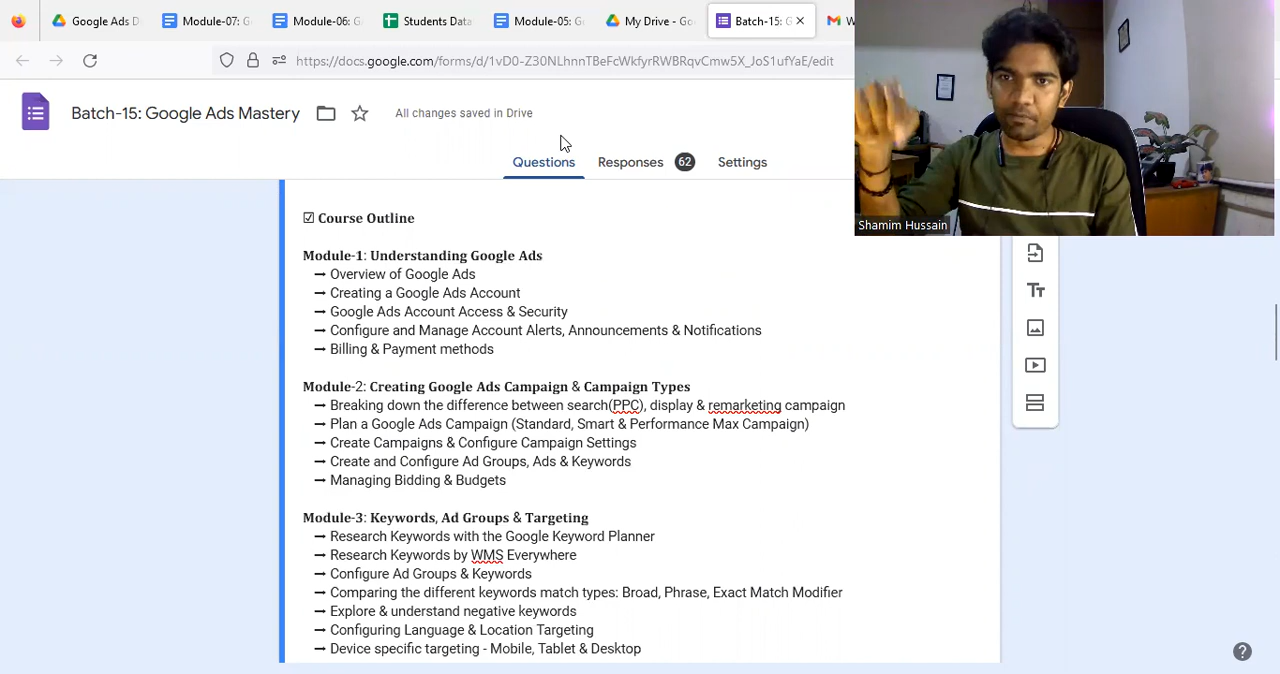 Google Ads D
Module-07: G
Module-06: G
Students Data
Module-05: G
My Drive - Goo
Batch-15: G
W
https://docs.google.com/forms/d/1vD0-Z30NLhnnTBeFcWkfyrRWBRqvCmw5X_JoS1ufYaE/edit
Batch-15: Google Ads Mastery
All changes saved in Drive
Questions
Responses 62
Settings
Shamim Hussain
☑ Course Outline
Module-1: Understanding Google Ads
→ Overview of Google Ads
→ Creating a Google Ads Account
→ Google Ads Account Access & Security
→ Configure and Manage Account Alerts, Announcements & Notifications
→ Billing & Payment methods
Module-2: Creating Google Ads Campaign & Campaign Types
→ Breaking down the difference between search(PPC), display & remarketing campaign
→ Plan a Google Ads Campaign (Standard, Smart & Performance Max Campaign)
→ Create Campaigns & Configure Campaign Settings
→ Create and Configure Ad Groups, Ads & Keywords
→ Managing Bidding & Budgets
Module-3: Keywords, Ad Groups & Targeting
→ Research Keywords with the Google Keyword Planner
→ Research Keywords by WMS Everywhere
→ Configure Ad Groups & Keywords
→ Comparing the different keywords match types: Broad, Phrase, Exact Match Modifier
→ Explore & understand negative keywords
→ Configuring Language & Location Targeting
→ Device specific targeting - Mobile, Tablet & Desktop